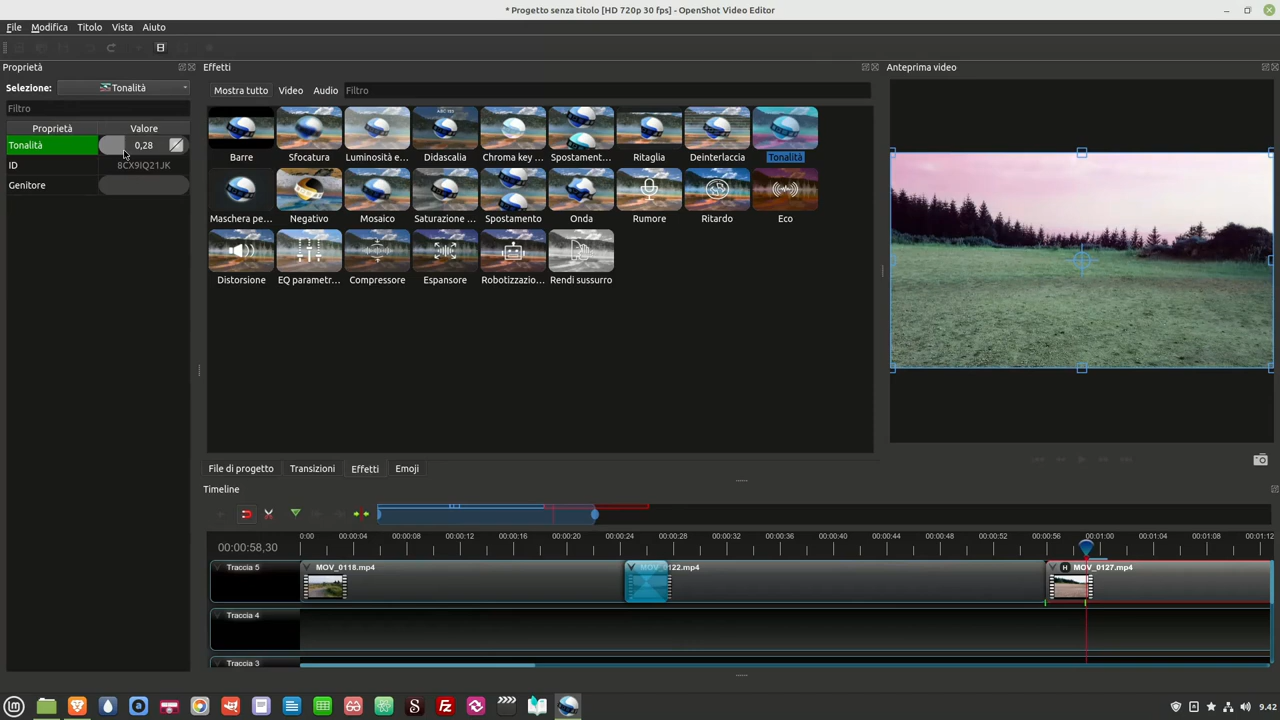 * Progetto senza titolo [HD 720p 30 fps] - OpenShot Video Editor
File Modifica Titolo Vista Aiuto
Proprietà
Selezione: Tonalità
Filtro
Proprietà Valore
Tonalità 0,28
ID 8CX9IQ21JK
Genitore
Effetti
Mostra tutto Video Audio Filtro
Barre Sfocatura Luminosità e... Didascalia Chroma key ... Spostament... Ritaglia Deinterlaccia Tonalità
Maschera pe... Negativo Mosaico Saturazione ... Spostamento Onda Rumore Ritardo Eco
Distorsione EQ parametr... Compressore Espansore Robotizzazio... Rendi sussurro
File di progetto Transizioni Effetti Emoji
Anteprima video
Timeline
00:00:58,30
0:00 00:00:04 00:00:08 00:00:12 00:00:16 00:00:20 00:00:24 00:00:28 00:00:32 00:00:36 00:00:40 00:00:44 00:00:48 00:00:52 00:00:56 00:01:00 00:01:04 00:01:08 00:01:12
Traccia 5 MOV_0118.mp4 MOV_0122.mp4 H MOV_0127.mp4
Traccia 4
Traccia 3
9.42